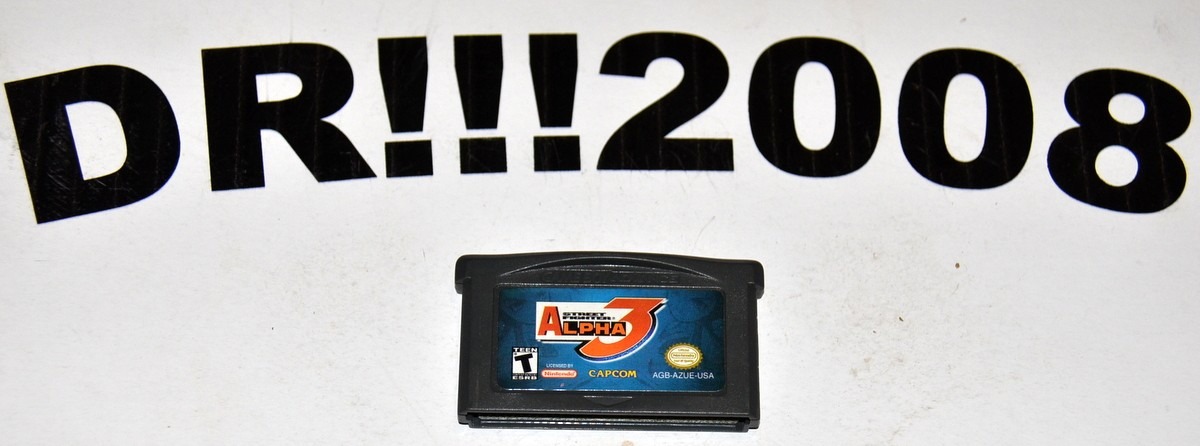 DR!!!2008
STREET
FIGHTER
ALPHA 3
TEEN
T
ESRB
LICENSED BY
Nintendo
CAPCOM
AGB-AZUE-USA